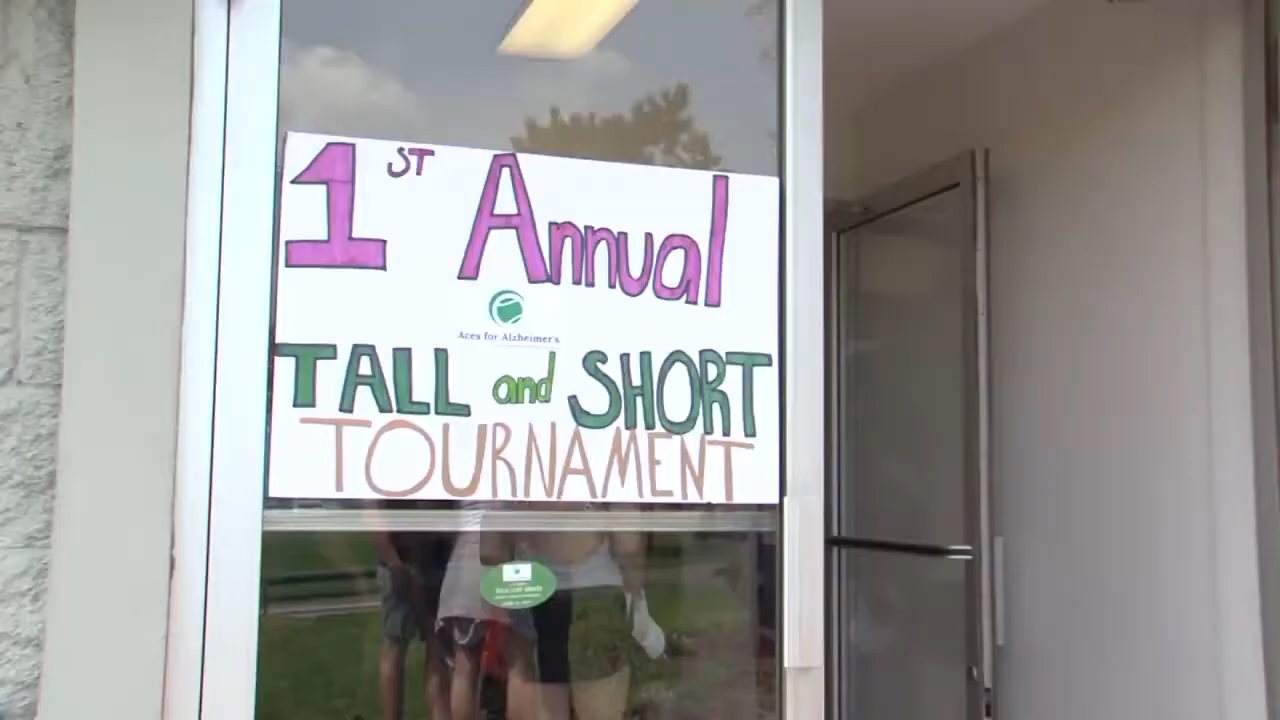 1ST Annual
Aces for Alzheimer's
TALL and SHORT
TOURNAMENT